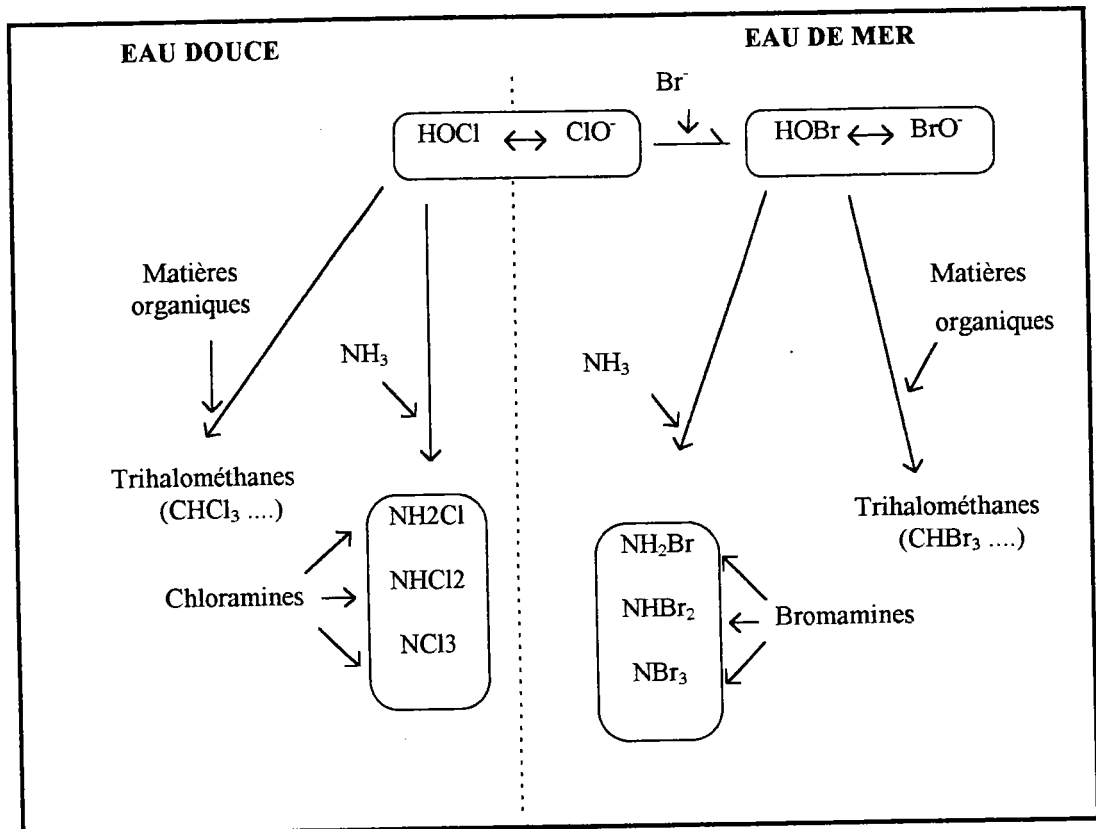 EAU DOUCE
EAU DE MER
Br⁻
HOCl ↔ ClO⁻
HOBr ↔ BrO⁻
Matières
organiques
NH₃
NH₃
Matières
organiques
Trihalométhanes
(CHCl₃ ....)
NH2Cl
NHCl2
NCl3
Chloramines
NH₂Br
NHBr₂
NBr₃
Bromamines
Trihalométhanes
(CHBr₃ ....)